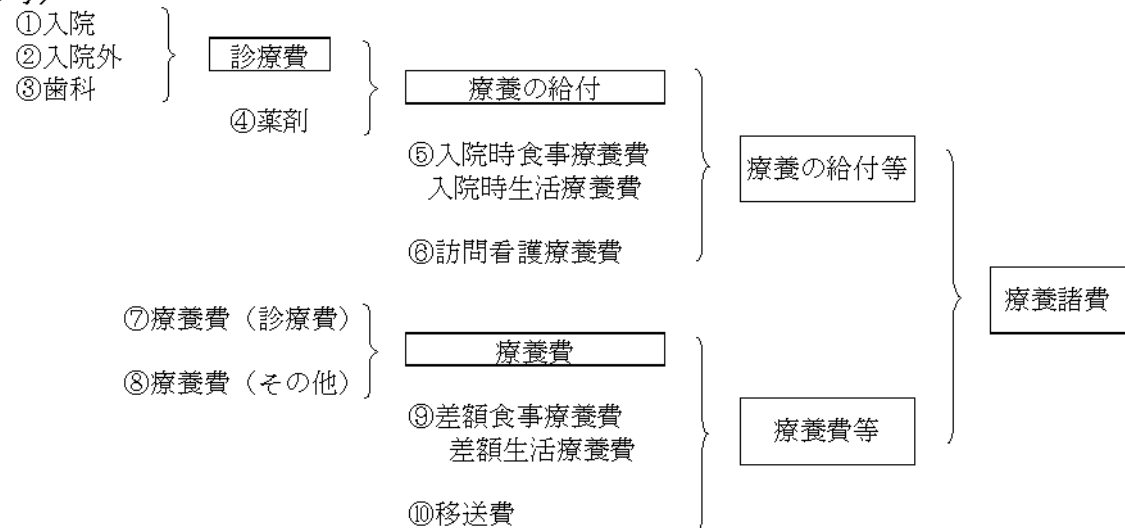 ①入院
②入院外
③歯科
診療費
④薬剤
療養の給付
⑤入院時食事療養費
入院時生活療養費
⑥訪問看護療養費
療養の給付等
⑦療養費（診療費）
⑧療養費（その他）
療養費
⑨差額食事療養費
差額生活療養費
⑩移送費
療養費等
療養諸費